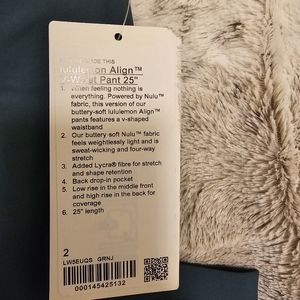 lululemon Align™
Pant 25"
1. When feeling nothing is
everything. Powered by Nulu™
fabric, this version of our
buttery-soft lululemon Align™
pants features a v-shaped
waistband
2. Our buttery-soft Nulu™ fabric
feels weightlessly light and is
sweat-wicking and four-way
stretch
3. Added Lycra® fibre for stretch
and shape retention
4. Back drop-in pocket
5. Low rise in the middle front
and high rise in the back for
coverage
6. 25" length
2
LW5EUQS GRNJ
000145425132